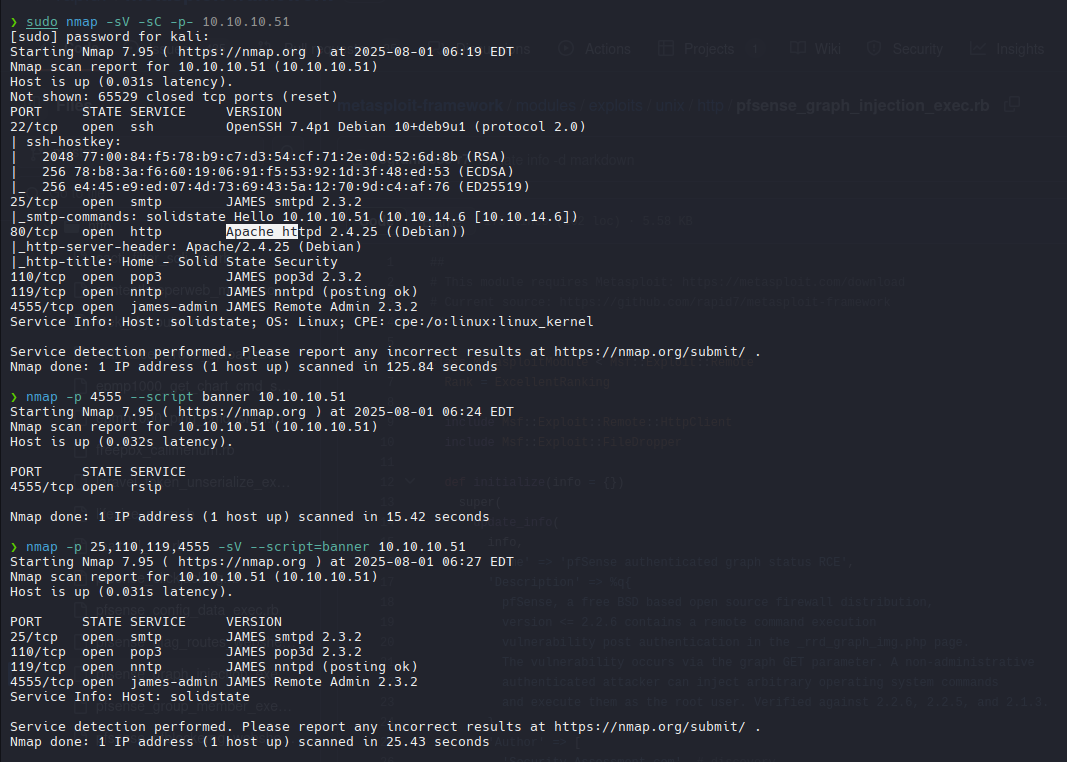 ❯ sudo nmap -sV -sC -p- 10.10.10.51
[sudo] password for kali:
Starting Nmap 7.95 ( https://nmap.org ) at 2025-08-01 06:19 EDT
Nmap scan report for 10.10.10.51 (10.10.10.51)
Host is up (0.031s latency).
Not shown: 65529 closed tcp ports (reset)
PORT     STATE SERVICE     VERSION
22/tcp   open  ssh         OpenSSH 7.4p1 Debian 10+deb9u1 (protocol 2.0)
| ssh-hostkey:
|   2048 77:00:84:f5:78:b9:c7:d3:54:cf:71:2e:0d:52:6d:8b (RSA)
|   256 78:b8:3a:f6:60:19:06:91:f5:53:92:1d:3f:48:ed:53 (ECDSA)
|_  256 e4:45:e9:ed:07:4d:73:69:43:5a:12:70:9d:c4:af:76 (ED25519)
25/tcp   open  smtp        JAMES smtpd 2.3.2
|_smtp-commands: solidstate Hello 10.10.10.51 (10.10.14.6 [10.10.14.6])
80/tcp   open  http        Apache httpd 2.4.25 ((Debian))
|_http-server-header: Apache/2.4.25 (Debian)
|_http-title: Home - Solid State Security
110/tcp  open  pop3        JAMES pop3d 2.3.2
119/tcp  open  nntp        JAMES nntpd (posting ok)
4555/tcp open  james-admin JAMES Remote Admin 2.3.2
Service Info: Host: solidstate; OS: Linux; CPE: cpe:/o:linux:linux_kernel

Service detection performed. Please report any incorrect results at https://nmap.org/submit/ .
Nmap done: 1 IP address (1 host up) scanned in 125.84 seconds

❯ nmap -p 4555 --script banner 10.10.10.51
Starting Nmap 7.95 ( https://nmap.org ) at 2025-08-01 06:24 EDT
Nmap scan report for 10.10.10.51 (10.10.10.51)
Host is up (0.032s latency).

PORT     STATE SERVICE
4555/tcp open  rsip

Nmap done: 1 IP address (1 host up) scanned in 15.42 seconds

❯ nmap -p 25,110,119,4555 -sV --script=banner 10.10.10.51
Starting Nmap 7.95 ( https://nmap.org ) at 2025-08-01 06:27 EDT
Nmap scan report for 10.10.10.51 (10.10.10.51)
Host is up (0.031s latency).

PORT     STATE SERVICE     VERSION
25/tcp   open  smtp        JAMES smtpd 2.3.2
110/tcp  open  pop3        JAMES pop3d 2.3.2
119/tcp  open  nntp        JAMES nntpd (posting ok)
4555/tcp open  james-admin JAMES Remote Admin 2.3.2
Service Info: Host: solidstate

Service detection performed. Please report any incorrect results at https://nmap.org/submit/ .
Nmap done: 1 IP address (1 host up) scanned in 25.43 seconds
Actions
Projects
Wiki
Security
Insights
metasploit-framework / modules / exploits / unix / http / pfsense_graph_injection_exec.rb